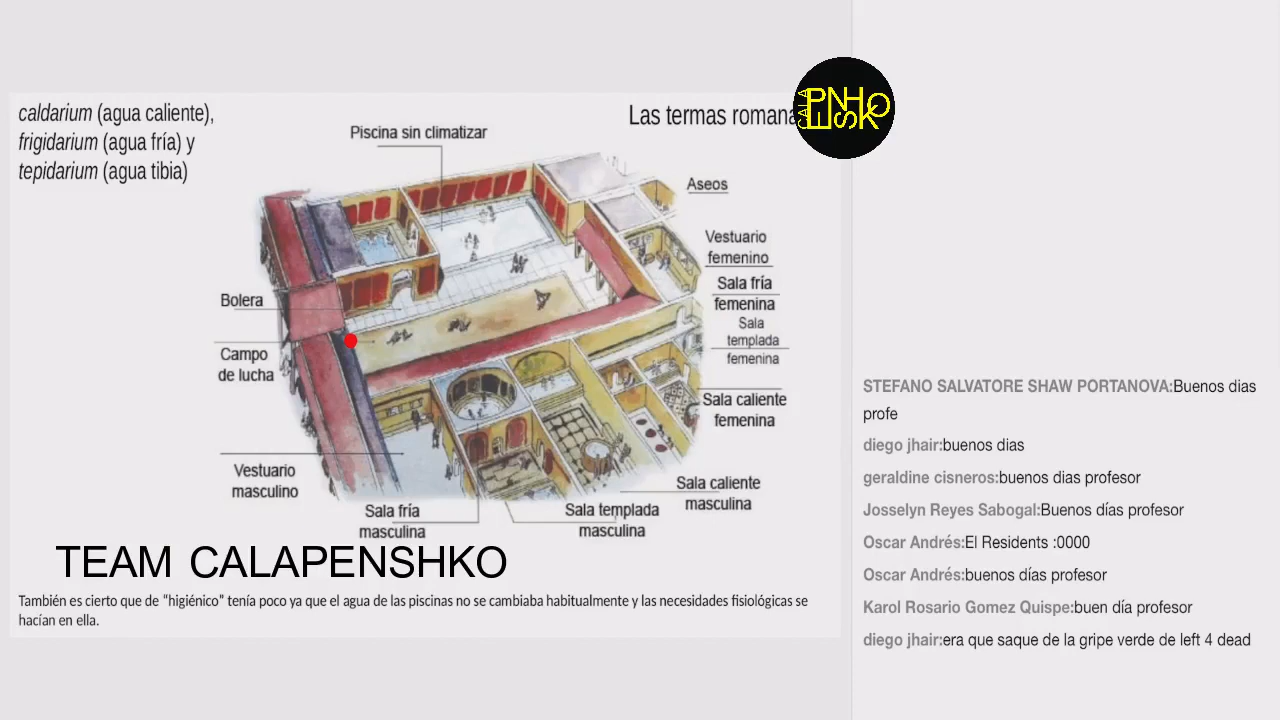 caldarium (agua caliente),
frigidarium (agua fría) y
tepidarium (agua tibia)
Las termas romana
CALA
PENSHKO
Piscina sin climatizar
Aseos
Vestuario
femenino
Sala fría
femenina
Sala
templada
femenina
Sala caliente
femenina
Bolera
Campo
de lucha
Vestuario
masculino
Sala fría
masculina
Sala templada
masculina
Sala caliente
masculina
TEAM CALAPENSHKO
También es cierto que de “higiénico” tenía poco ya que el agua de las piscinas no se cambiaba habitualmente y las necesidades fisiológicas se
hacían en ella.
STEFANO SALVATORE SHAW PORTANOVA:Buenos dias
profe
diego jhair:buenos dias
geraldine cisneros:buenos dias profesor
Josselyn Reyes Sabogal:Buenos días profesor
Oscar Andrés:El Residents :0000
Oscar Andrés:buenos días profesor
Karol Rosario Gomez Quispe:buen día profesor
diego jhair:era que saque de la gripe verde de left 4 dead